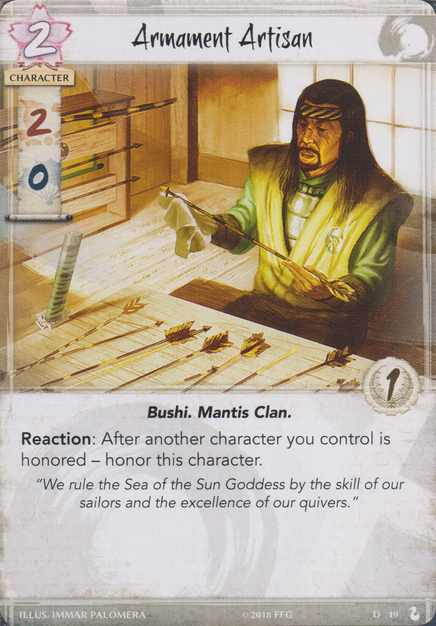 2
Armament Artisan
CHARACTER
2
0
1
Bushi. Mantis Clan.
Reaction: After another character you control is
honored – honor this character.
“We rule the Sea of the Sun Goddess by the skill of our
sailors and the excellence of our quivers.”
ILLUS. IMMAR PALOMERA
©2018 FFG
D 19